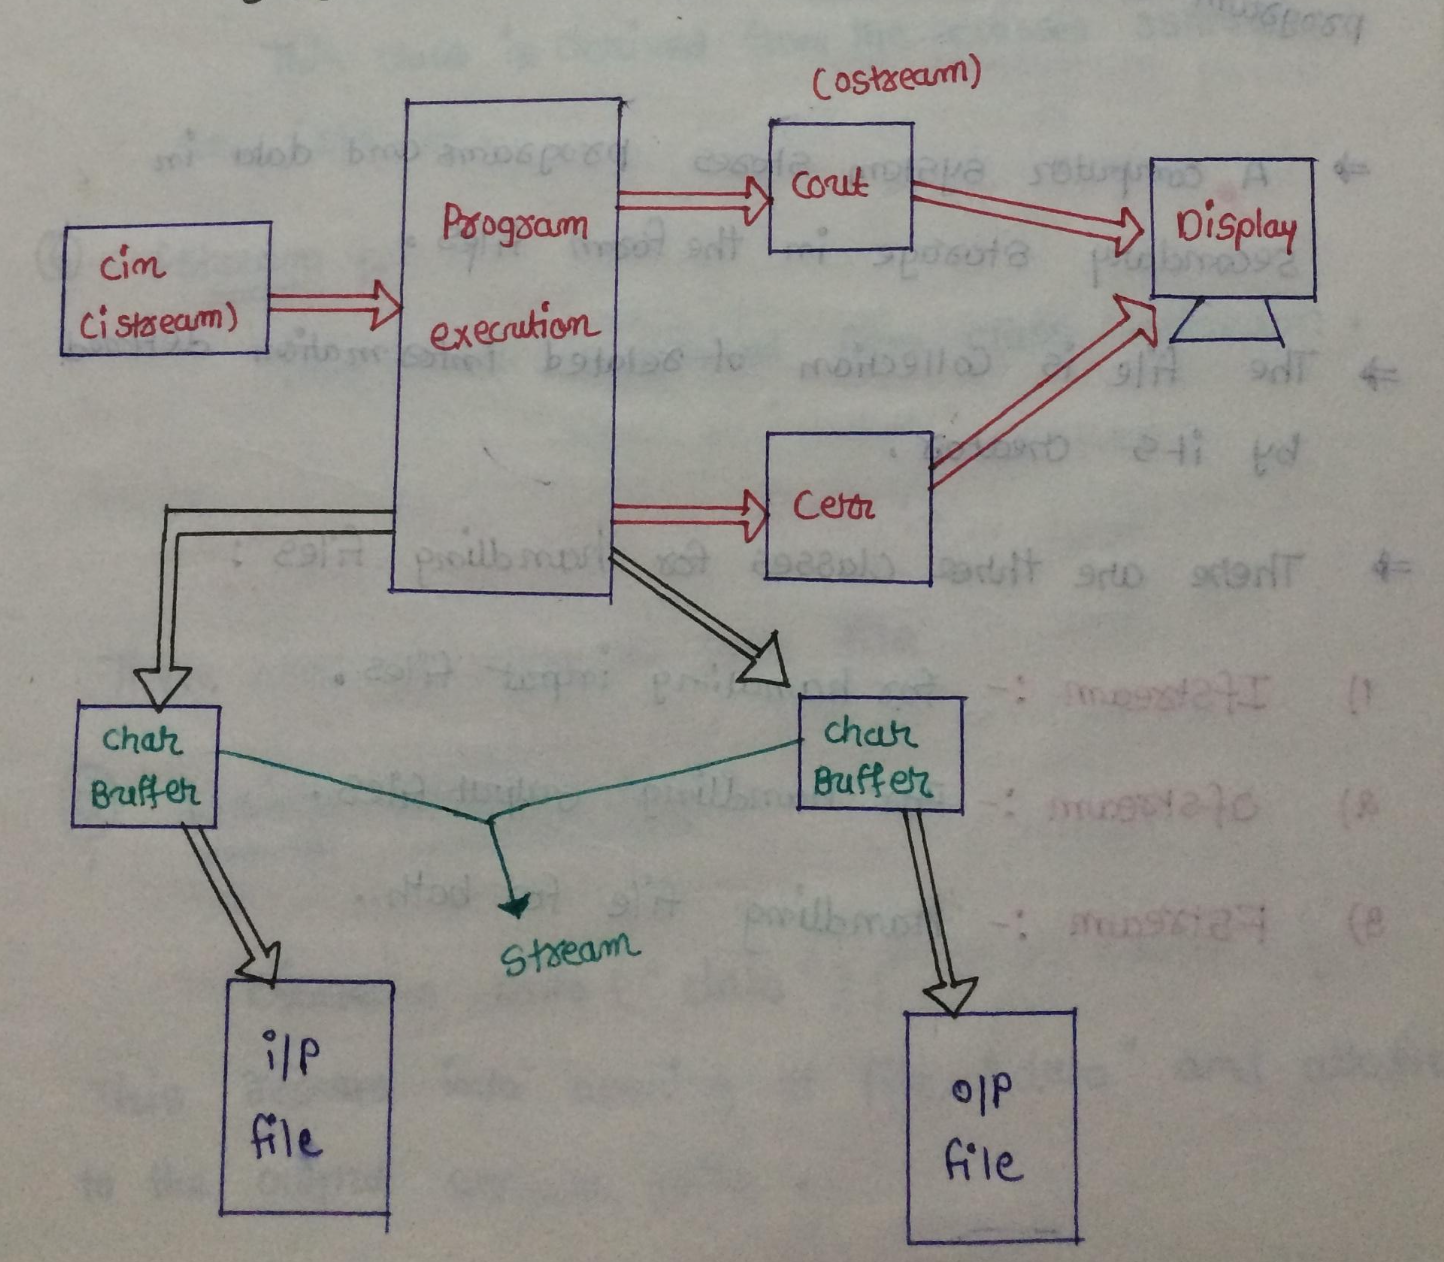 (ostream)
cout
Display
Program
execution
cin
(istream)
Cerr
Char
Buffer
Char
Buffer
Stream
i/P
file
o/P
file